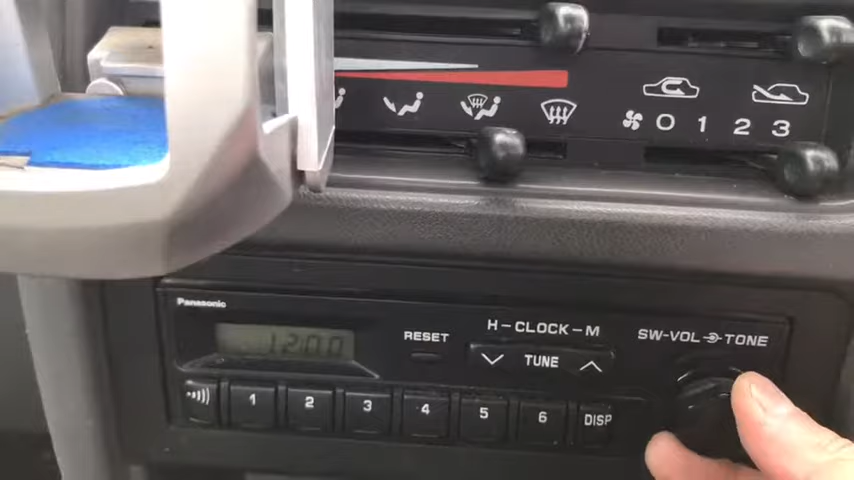 0 1 2 3
Panasonic
12:00
RESET
H-CLOCK-M
TUNE
SW-VOL TONE
1 2 3 4 5 6 DISP